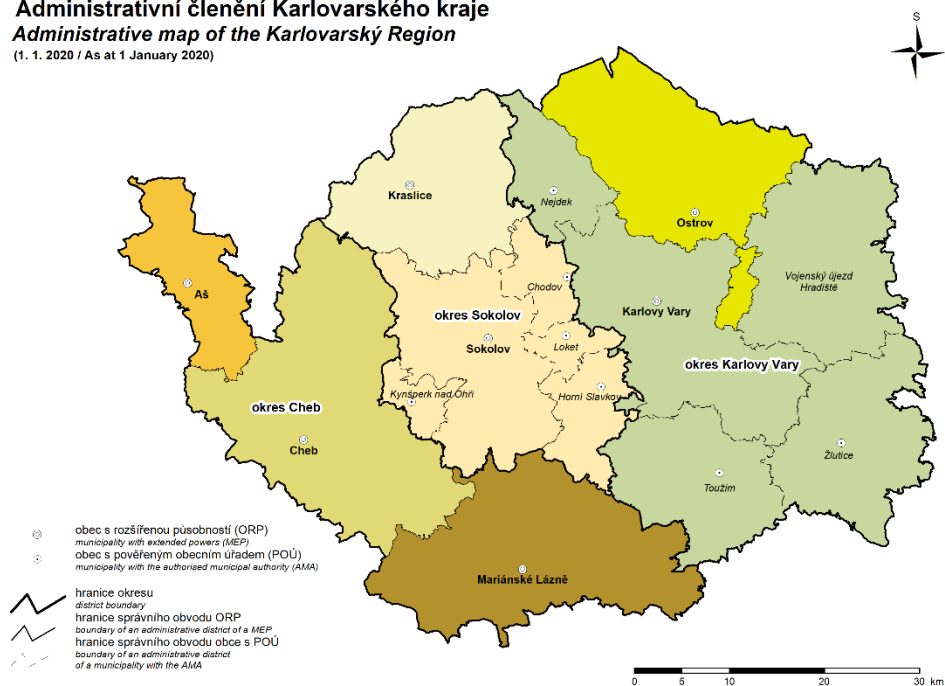 Administrativní členění Karlovarského kraje
Administrative map of the Karlovarský Region
(1. 1. 2020 / As at 1 January 2020)
S
Kraslice
Nejdek
Ostrov
Aš
Chodov
Vojenský újezd
Hradiště
Karlovy Vary
okres Sokolov
Sokolov
Loket
okres Karlovy Vary
Kynšperk nad Ohří
Horní Slavkov
okres Cheb
Cheb
Žlutice
Toužim
Mariánské Lázně
obec s rozšířenou působností (ORP)
municipality with extended powers (MEP)
obec s pověřeným obecním úřadem (POÚ)
municipality with the authorised municipal authority (AMA)
hranice okresu
district boundary
hranice správního obvodu ORP
boundary of an administrative district of a MEP
hranice správního obvodu obce s POÚ
boundary of an administrative district
of a municipality with the AMA
0 5 10 20 30 km